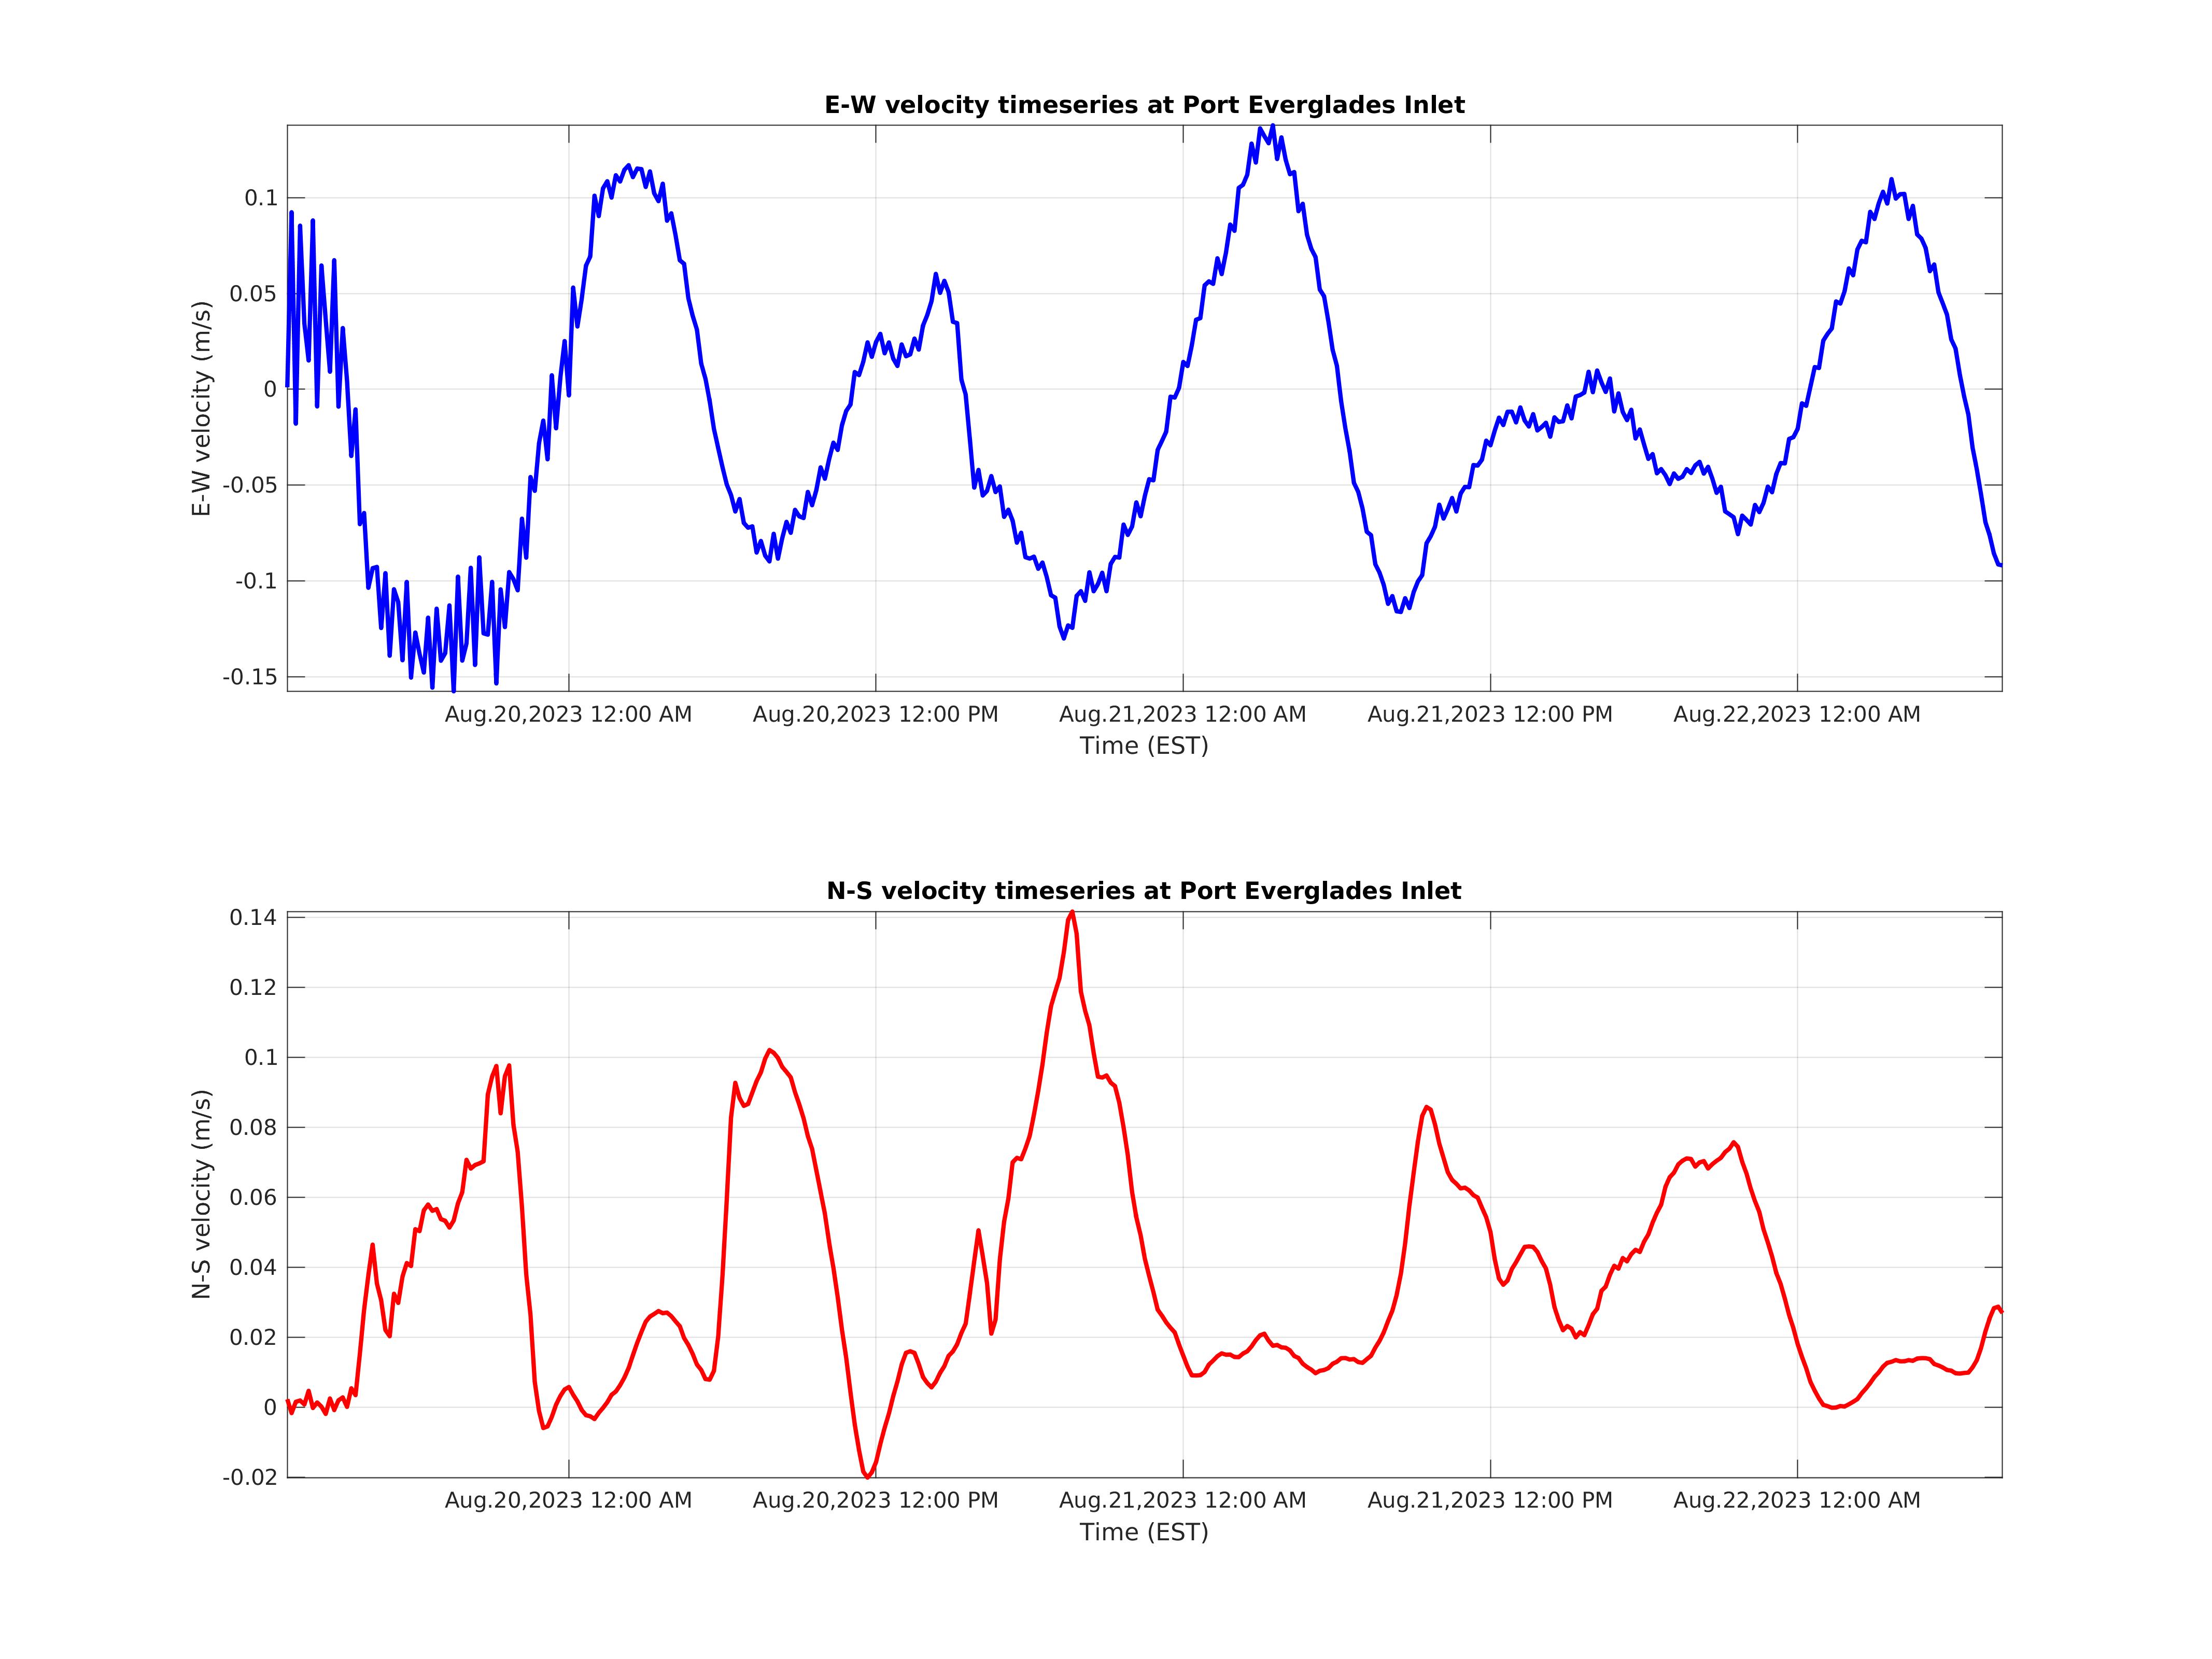 E-W velocity timeseries at Port Everglades Inlet
E-W velocity (m/s)
0.1
0.05
0
-0.05
-0.1
-0.15
Aug.20,2023 12:00 AM Aug.20,2023 12:00 PM Aug.21,2023 12:00 AM Aug.21,2023 12:00 PM Aug.22,2023 12:00 AM
Time (EST)
N-S velocity timeseries at Port Everglades Inlet
N-S velocity (m/s)
0.14
0.12
0.1
0.08
0.06
0.04
0.02
0
-0.02
Aug.20,2023 12:00 AM Aug.20,2023 12:00 PM Aug.21,2023 12:00 AM Aug.21,2023 12:00 PM Aug.22,2023 12:00 AM
Time (EST)